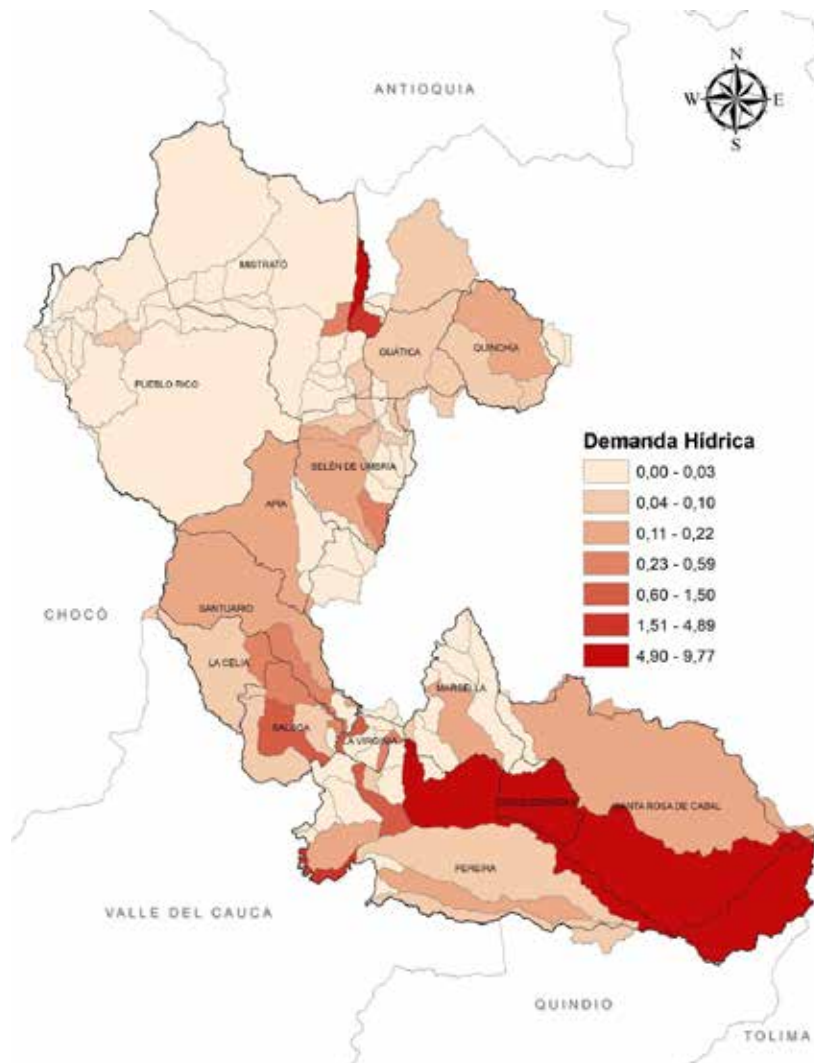 N
W E
S
ANTIOQUIA
MISTRATÓ
GUÁTICA
QUINCHÍA
PUEBLO RICO
BELÉN DE UMBRÍA
APÍA
Demanda Hídrica
0,00 - 0,03
0,04 - 0,10
0,11 - 0,22
0,23 - 0,59
0,60 - 1,50
1,51 - 4,89
4,90 - 9,77
CHOCÓ
SANTUARIO
LA CELIA
MARSELLA
BALBOA
LA VIRGINIA
SANTA ROSA DE CABAL
PEREIRA
VALLE DEL CAUCA
QUINDIO
TOLIMA